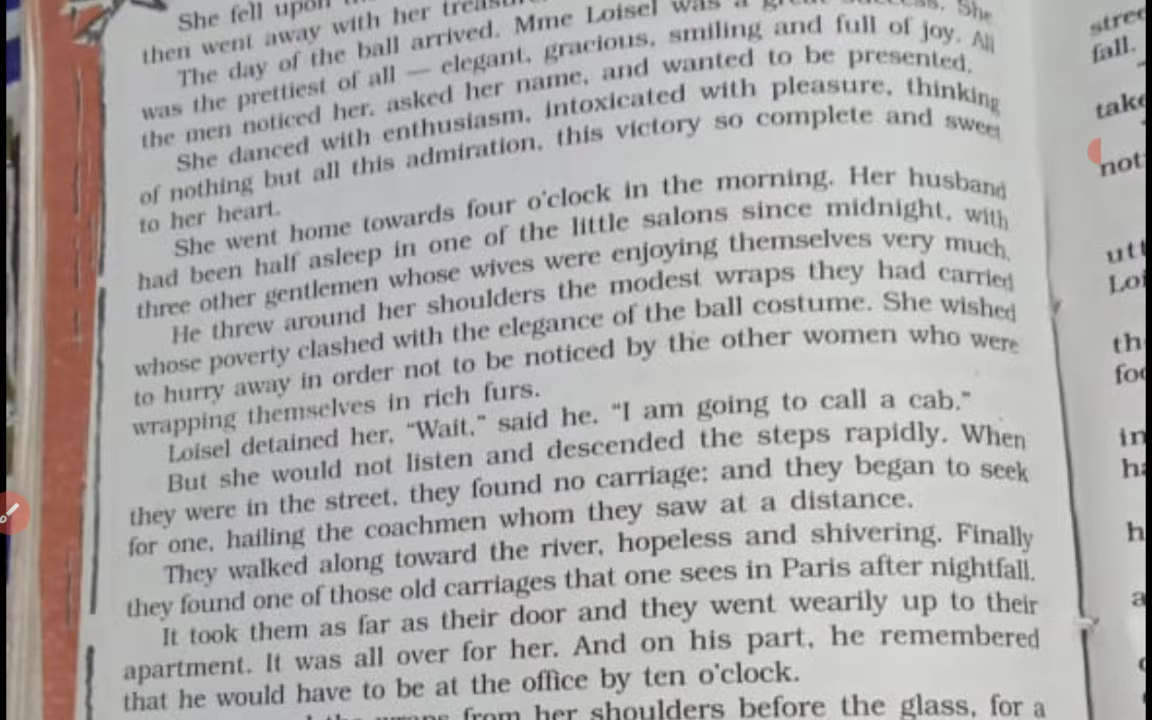 She fell upon
then went away with her
The day of the ball arrived. Mme Loisel was a great success. She
was the prettiest of all — elegant, gracious, smiling and full of joy. All
the men noticed her, asked her name, and wanted to be presented.
She danced with enthusiasm, intoxicated with pleasure, thinking
of nothing but all this admiration, this victory so complete and sweet
to her heart.
She went home towards four o'clock in the morning. Her husband
had been half asleep in one of the little salons since midnight, with
three other gentlemen whose wives were enjoying themselves very much.
He threw around her shoulders the modest wraps they had carried
whose poverty clashed with the elegance of the ball costume. She wished
to hurry away in order not to be noticed by the other women who were
wrapping themselves in rich furs.
Loisel detained her, “Wait,” said he, “I am going to call a cab.”
But she would not listen and descended the steps rapidly. When
they were in the street, they found no carriage; and they began to seek
for one, hailing the coachmen whom they saw at a distance.
They walked along toward the river, hopeless and shivering. Finally
they found one of those old carriages that one sees in Paris after nightfall.
It took them as far as their door and they went wearily up to their
apartment. It was all over for her. And on his part, he remembered
that he would have to be at the office by ten o'clock.
from her shoulders before the glass, for a
fall.